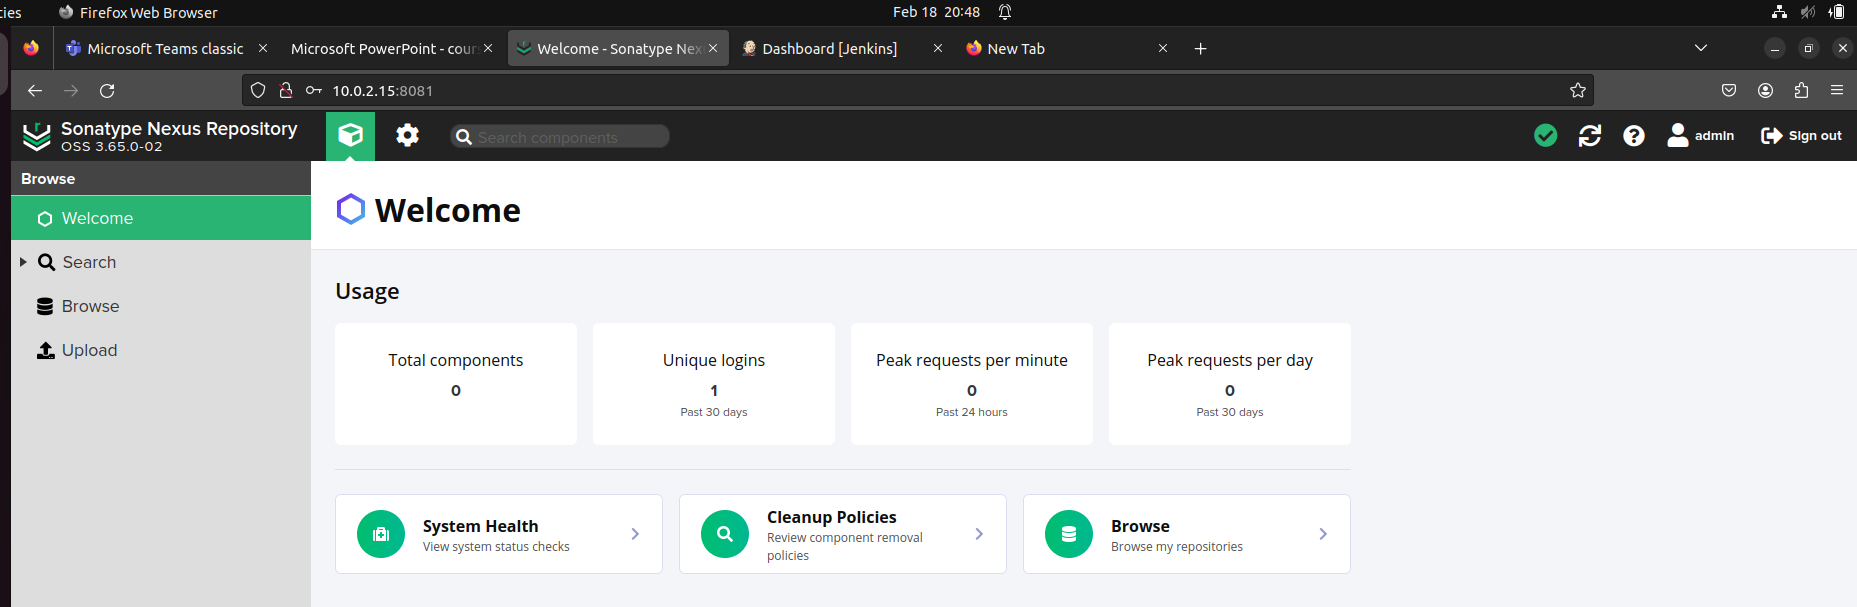 ties Firefox Web Browser Feb 18 20:48
Microsoft Teams classic Microsoft PowerPoint - cour Welcome - Sonatype Nex Dashboard [Jenkins] New Tab
10.0.2.15:8081
Sonatype Nexus Repository
OSS 3.65.0-02
Search components
admin Sign out
Browse
Welcome
Search
Browse
Upload
Welcome
Usage
Total components Unique logins Peak requests per minute Peak requests per day
0 1 0 0
Past 30 days Past 24 hours Past 30 days
System Health
View system status checks
Cleanup Policies
Review component removal
policies
Browse
Browse my repositories